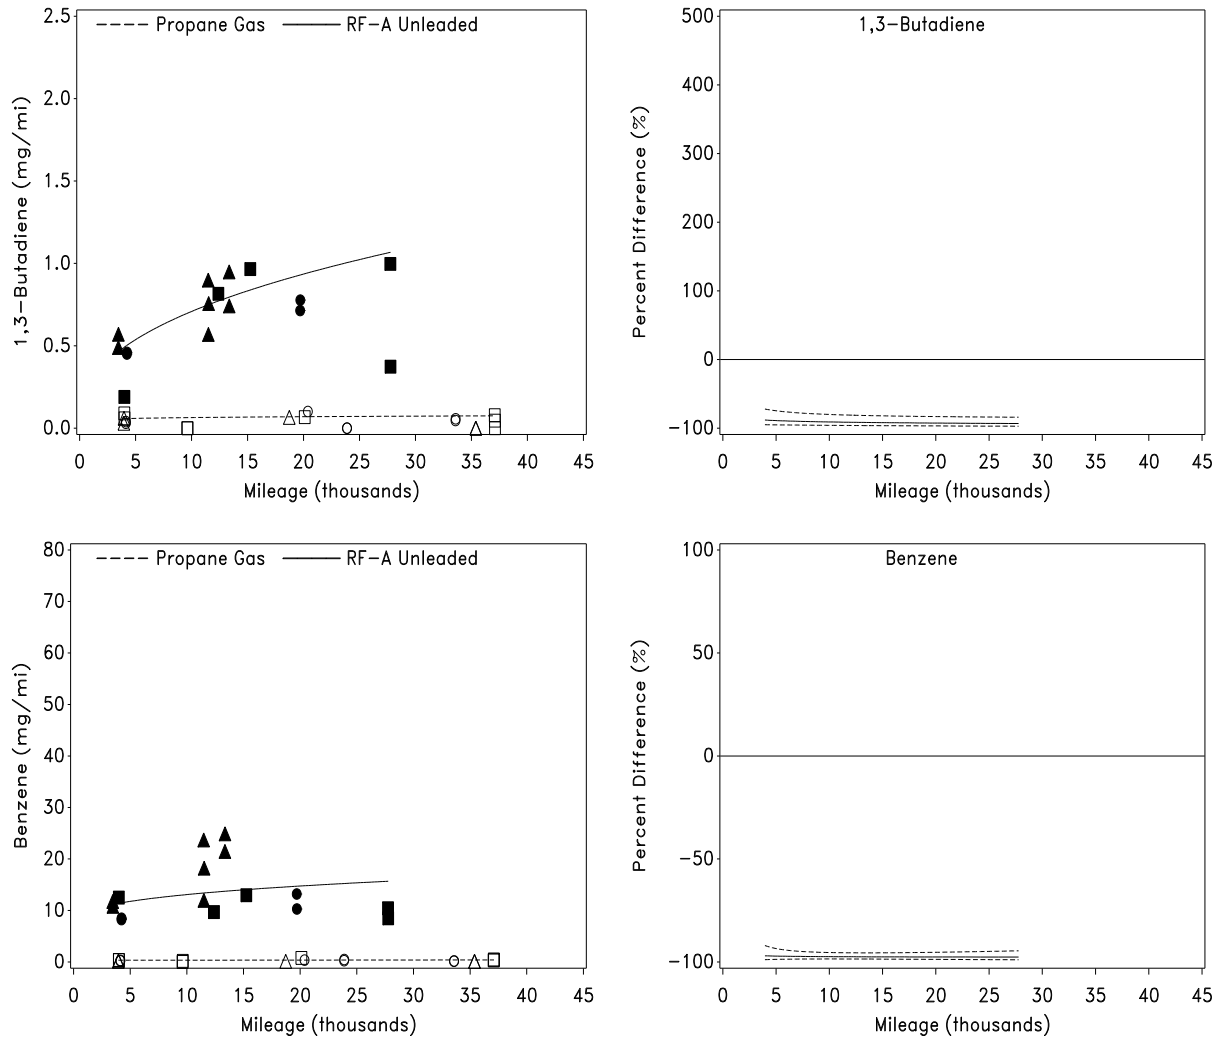 Propane Gas RF-A Unleaded
2.5
2.0
1.5
1.0
0.5
0.0
1,3-Butadiene (mg/mi)
0 5 10 15 20 25 30 35 40 45
Mileage (thousands)
1,3-Butadiene
500
400
300
200
100
0
-100
Percent Difference (%)
0 5 10 15 20 25 30 35 40 45
Mileage (thousands)
Propane Gas RF-A Unleaded
80
70
60
50
40
30
20
10
0
Benzene (mg/mi)
0 5 10 15 20 25 30 35 40 45
Mileage (thousands)
Benzene
100
50
0
-50
-100
Percent Difference (%)
0 5 10 15 20 25 30 35 40 45
Mileage (thousands)